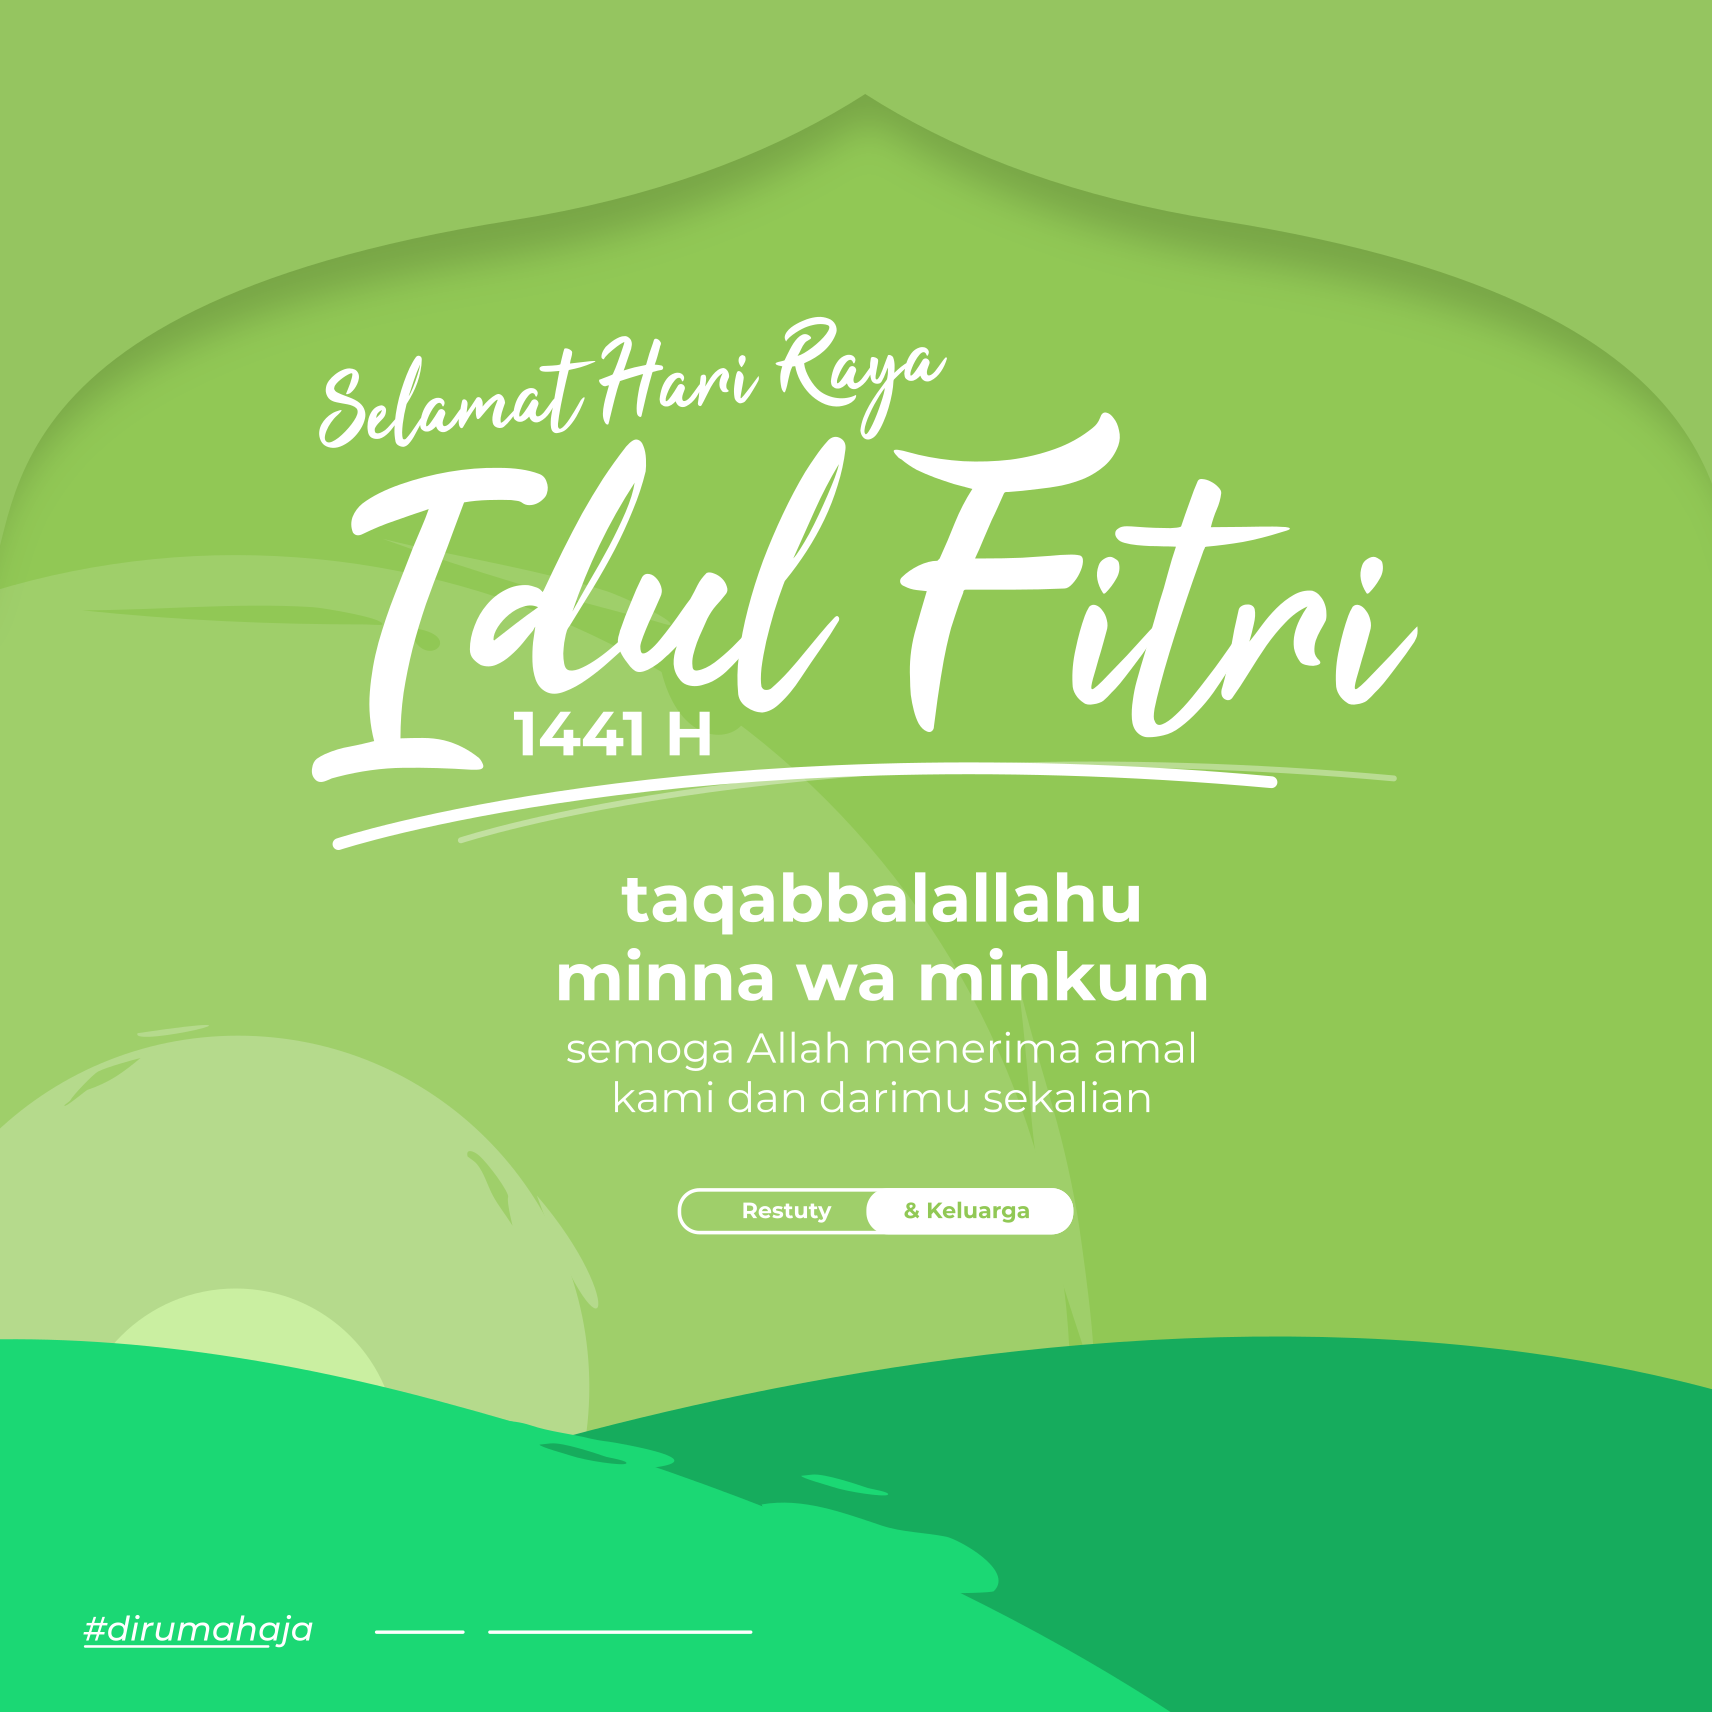 Selamat Hari Raya
Idul Fitri
1441 H
taqabbalallahu
minna wa minkum
semoga Allah menerima amal
kami dan darimu sekalian
Restuty & Keluarga
#dirumahaja